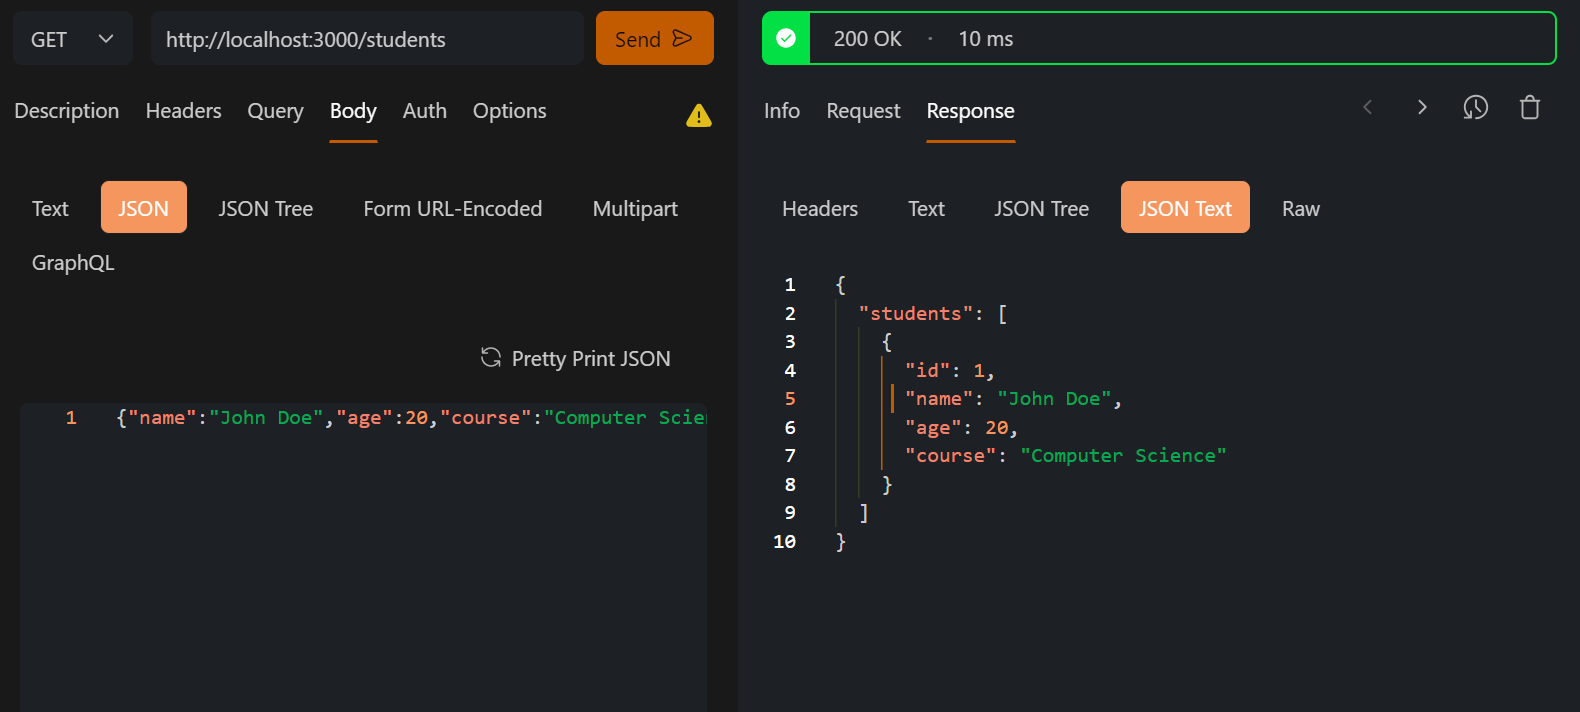 GET
http://localhost:3000/students
Send
Description Headers Query Body Auth Options
Text JSON JSON Tree Form URL-Encoded Multipart
GraphQL
Pretty Print JSON
1 {"name":"John Doe","age":20,"course":"Computer Scie
200 OK · 10 ms
Info Request Response
Headers Text JSON Tree JSON Text Raw
1 {
2 "students": [
3 {
4 "id": 1,
5 "name": "John Doe",
6 "age": 20,
7 "course": "Computer Science"
8 }
9 ]
10 }